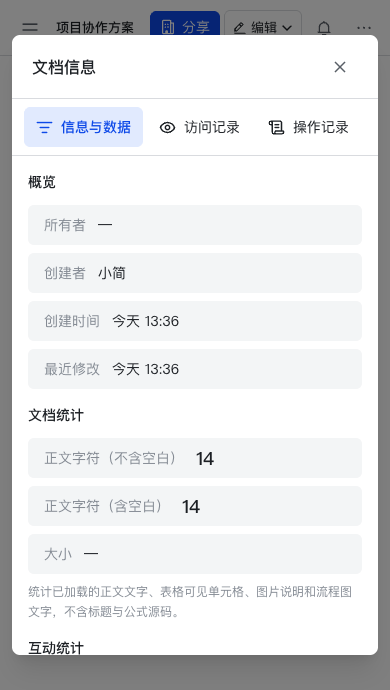 项目协作方案 分享 编辑
文档信息
信息与数据 访问记录 操作记录
概览
所有者 —
创建者 小简
创建时间 今天 13:36
最近修改 今天 13:36
文档统计
正文字符（不含空白） 14
正文字符（含空白） 14
大小 —
统计已加载的正文文字、表格可见单元格、图片说明和流程图
文字，不含标题与公式源码。
互动统计